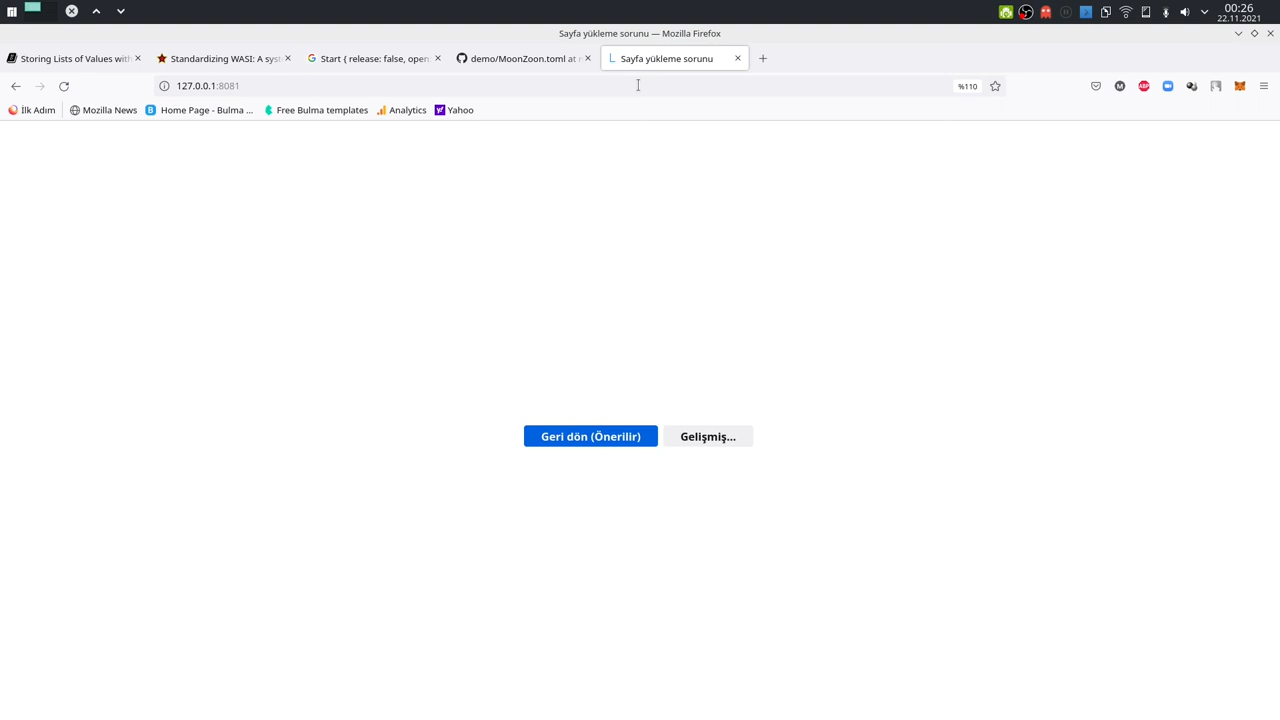 00:26
22.11.2021
Sayfa yükleme sorunu — Mozilla Firefox
Storing Lists of Values with
Standardizing WASI: A syst
Start { release: false, open
demo/MoonZoon.toml at r
Sayfa yükleme sorunu
127.0.0.1:8081
%110
İlk Adım
Mozilla News
Home Page - Bulma ...
Free Bulma templates
Analytics
Yahoo
Geri dön (Önerilir)
Gelişmiş...